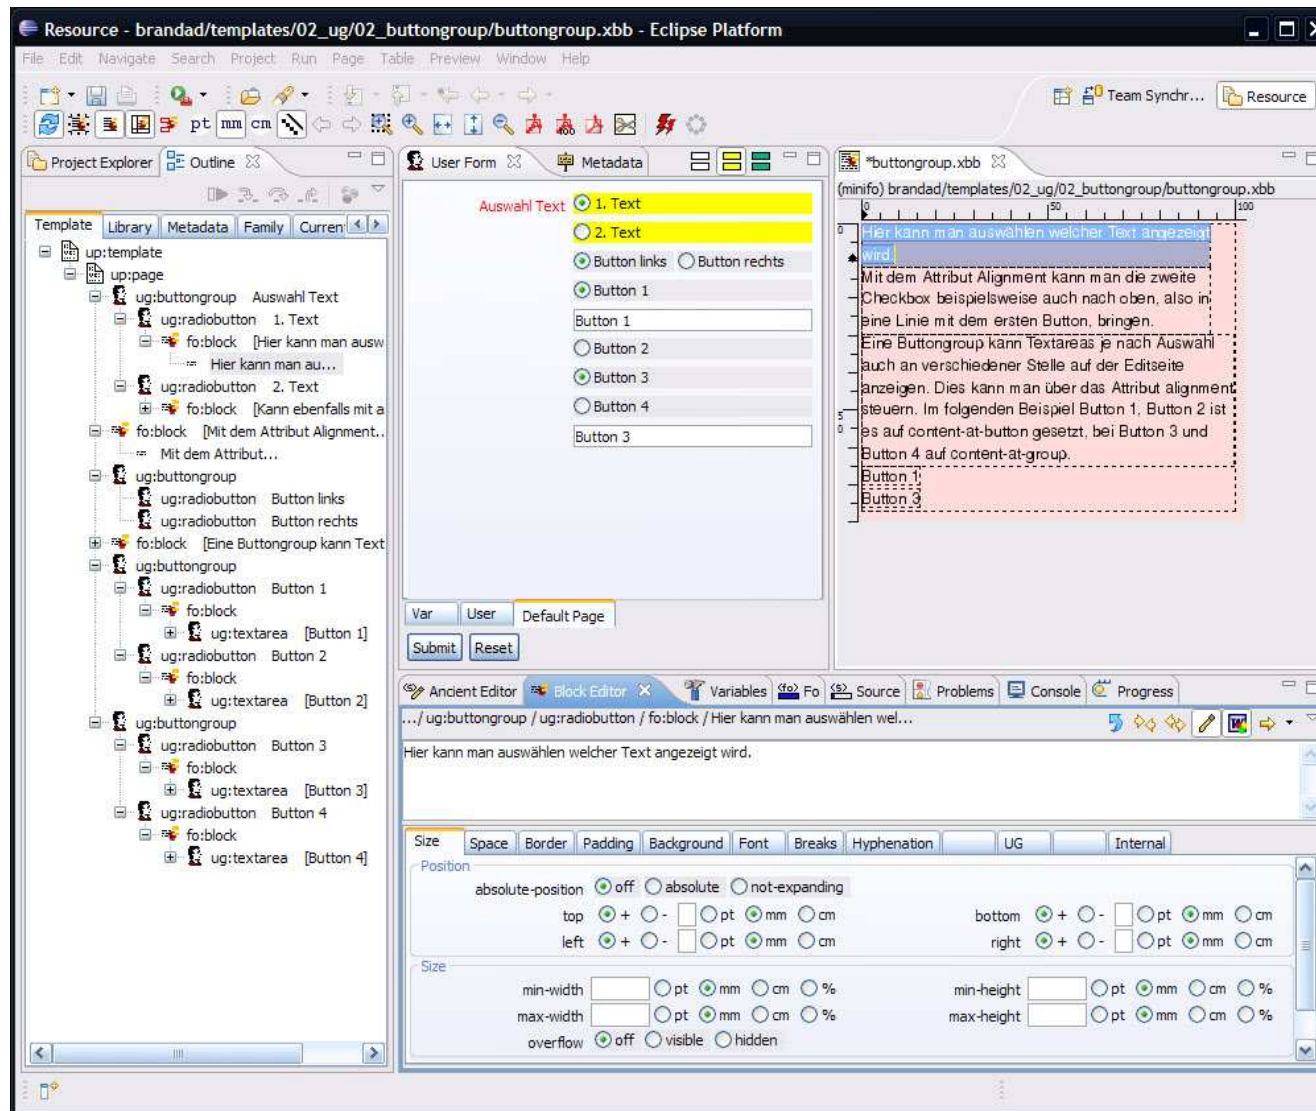 Resource - brandad/templates/02_ug/02_buttongroup/buttongroup.xbb - Eclipse Platform
File Edit Navigate Search Project Run Page Table Preview Window Help
Team Synchr... Resource
pt mm cm
Project Explorer Outline
Template Library Metadata Family Curren
up:template
up:page
ug:buttongroup Auswahl Text
ug:radiobutton 1. Text
fo:block [Hier kann man ausw
Hier kann man au...
ug:radiobutton 2. Text
fo:block [Kann ebenfalls mit a
fo:block [Mit dem Attribut Alignment..
Mit dem Attribut...
ug:buttongroup
ug:radiobutton Button links
ug:radiobutton Button rechts
fo:block [Eine Buttongroup kann Text
ug:buttongroup
ug:radiobutton Button 1
fo:block
ug:textarea [Button 1]
ug:radiobutton Button 2
fo:block
ug:textarea [Button 2]
ug:buttongroup
ug:radiobutton Button 3
fo:block
ug:textarea [Button 3]
ug:radiobutton Button 4
fo:block
ug:textarea [Button 4]
User Form Metadata
Auswahl Text 1. Text
2. Text
Button links Button rechts
Button 1
Button 1
Button 2
Button 3
Button 4
Button 3
Var User Default Page
Submit Reset
*buttongroup.xbb
(minifo) brandad/templates/02_ug/02_buttongroup/buttongroup.xbb
0 50 100
0
Hier kann man auswählen welcher Text angezeigt
wird.
Mit dem Attribut Alignment kann man die zweite
Checkbox beispielsweise auch nach oben, also in
eine Linie mit dem ersten Button, bringen.
Eine Buttongroup kann Textareas je nach Auswahl
auch an verschiedener Stelle auf der Editseite
anzeigen. Dies kann man über das Attribut alignment
steuern. Im folgenden Beispiel Button 1, Button 2 ist
es auf content-at-button gesetzt, bei Button 3 und
Button 4 auf content-at-group.
Button 1
Button 3
5
0
Ancient Editor Block Editor Variables Fo Source Problems Console Progress
.../ ug:buttongroup / ug:radiobutton / fo:block / Hier kann man auswählen wel...
Hier kann man auswählen welcher Text angezeigt wird.
Size Space Border Padding Background Font Breaks Hyphenation UG Internal
Position
absolute-position off absolute not-expanding
top + - pt mm cm bottom + - pt mm cm
left + - pt mm cm right + - pt mm cm
Size
min-width pt mm cm % min-height pt mm cm %
max-width pt mm cm % max-height pt mm cm %
overflow off visible hidden